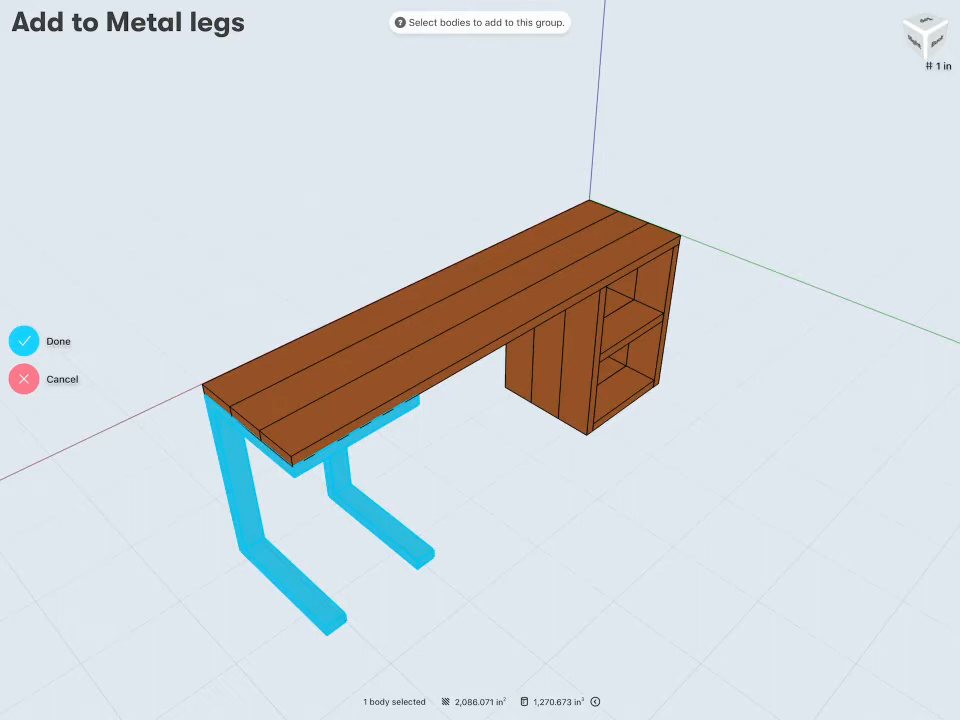 Add to Metal legs
? Select bodies to add to this group.
# 1 in
Done
Cancel
1 body selected 2,086.071 in² 1,270.673 in³